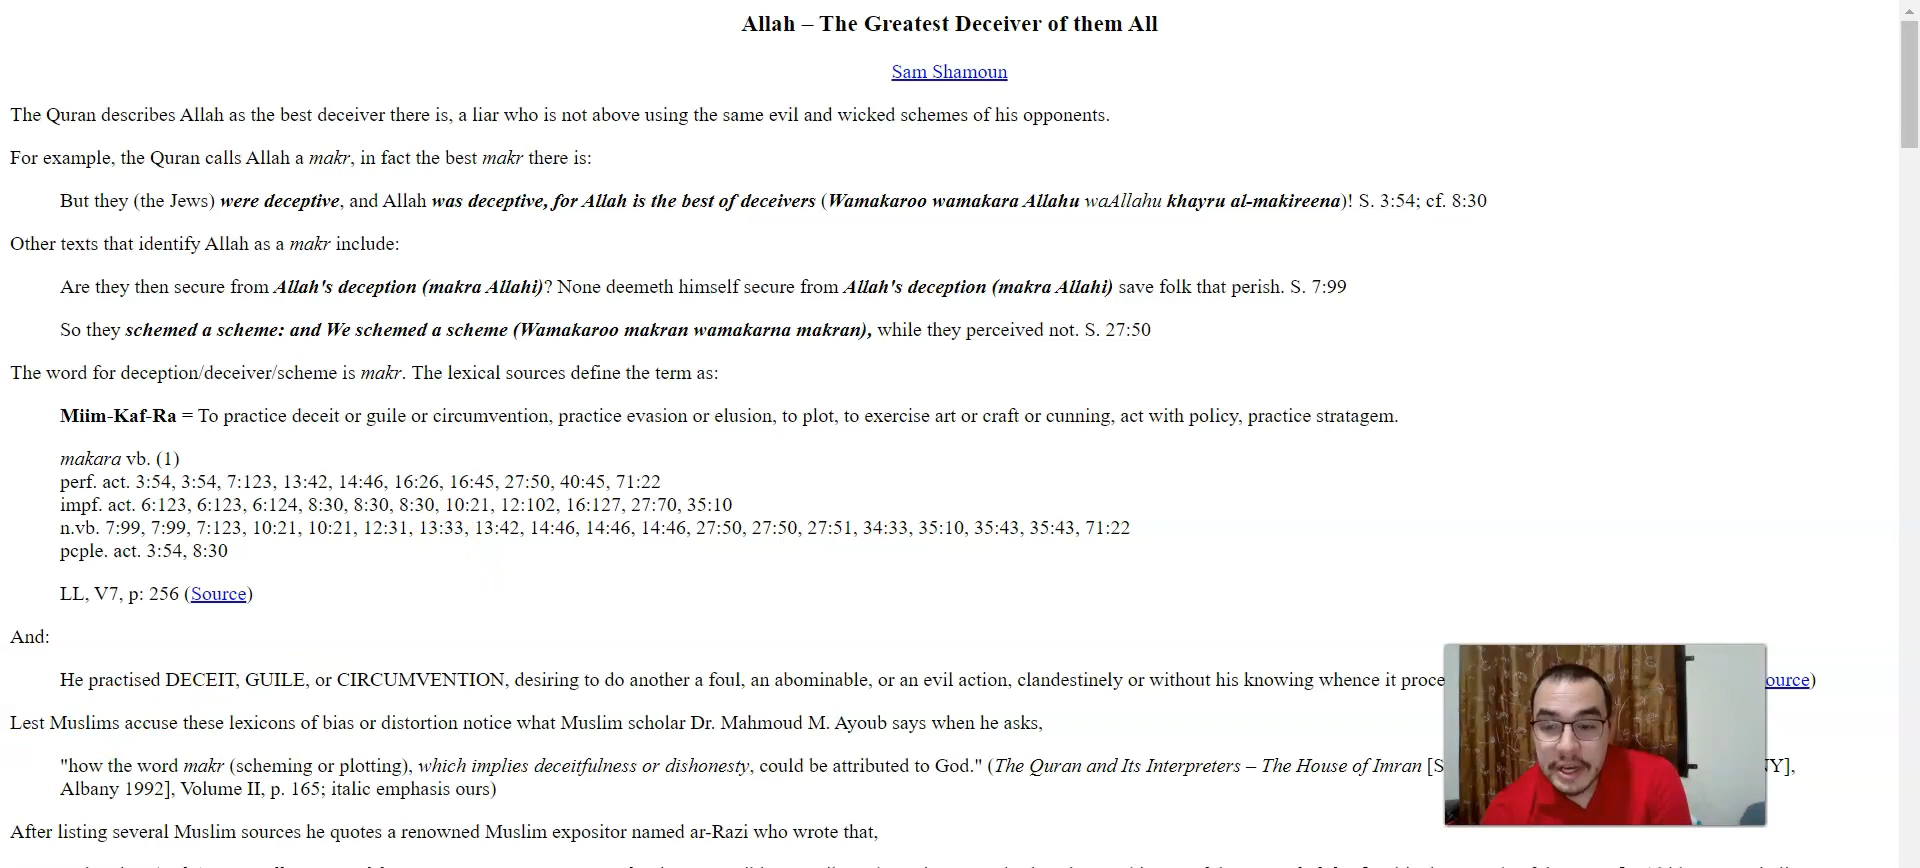 Allah – The Greatest Deceiver of them All
Sam Shamoun
The Quran describes Allah as the best deceiver there is, a liar who is not above using the same evil and wicked schemes of his opponents.
For example, the Quran calls Allah a makr, in fact the best makr there is:
But they (the Jews) were deceptive, and Allah was deceptive, for Allah is the best of deceivers (Wamakaroo wamakara Allahu waAllahu khayru al-makireena)! S. 3:54; cf. 8:30
Other texts that identify Allah as a makr include:
Are they then secure from Allah's deception (makra Allahi)? None deemeth himself secure from Allah's deception (makra Allahi) save folk that perish. S. 7:99
So they schemed a scheme: and We schemed a scheme (Wamakaroo makran wamakarna makran), while they perceived not. S. 27:50
The word for deception/deceiver/scheme is makr. The lexical sources define the term as:
Miim-Kaf-Ra = To practice deceit or guile or circumvention, practice evasion or elusion, to plot, to exercise art or craft or cunning, act with policy, practice stratagem.
makara vb. (1)
perf. act. 3:54, 3:54, 7:123, 13:42, 14:46, 16:26, 16:45, 27:50, 40:45, 71:22
impf. act. 6:123, 6:123, 6:124, 8:30, 8:30, 8:30, 10:21, 12:102, 16:127, 27:70, 35:10
n.vb. 7:99, 7:99, 7:123, 10:21, 10:21, 12:31, 13:33, 13:42, 14:46, 14:46, 14:46, 27:50, 27:50, 27:51, 34:33, 35:10, 35:43, 35:43, 71:22
pcple. act. 3:54, 8:30
LL, V7, p: 256 (Source)
And:
He practised DECEIT, GUILE, or CIRCUMVENTION, desiring to do another a foul, an abominable, or an evil action, clandestinely or without his knowing whence it proce ource)
Lest Muslims accuse these lexicons of bias or distortion notice what Muslim scholar Dr. Mahmoud M. Ayoub says when he asks,
"how the word makr (scheming or plotting), which implies deceitfulness or dishonesty, could be attributed to God." (The Quran and Its Interpreters – The House of Imran [S Y],
Albany 1992], Volume II, p. 165; italic emphasis ours)
After listing several Muslim sources he quotes a renowned Muslim expositor named ar-Razi who wrote that,